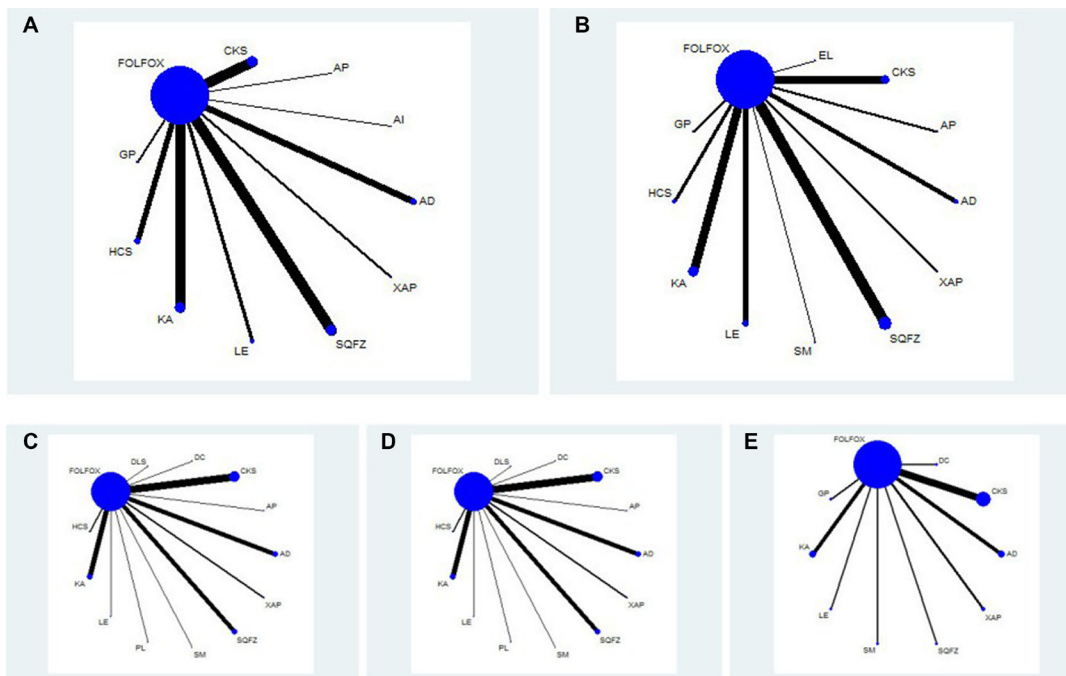 A
FOLFOX
CKS
AP
AI
AD
XAP
SQFZ
LE
KA
HCS
GP
B
FOLFOX
EL
CKS
AP
AD
XAP
SQFZ
SM
LE
KA
HCS
GP
C
FOLFOX
DLS
DC
CKS
AP
AD
XAP
SQFZ
SM
PL
LE
KA
HCS
D
FOLFOX
DLS
DC
CKS
AP
AD
XAP
SQFZ
SM
PL
LE
KA
HCS
E
FOLFOX
DC
CKS
AD
XAP
SQFZ
SM
LE
KA
GP